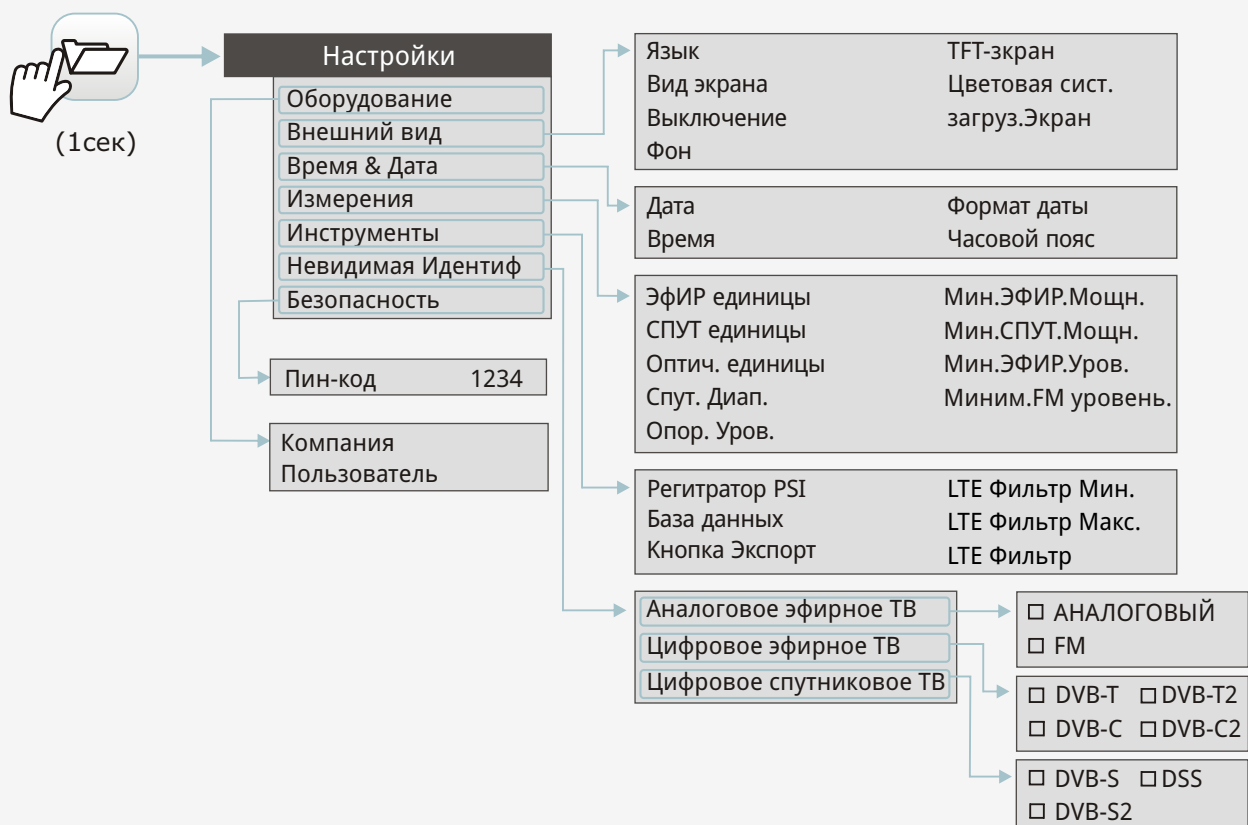 (1сек)
Настройки
Оборудование
Внешний вид
Время & Дата
Измерения
Инструменты
Невидимая Идентиф
Безопасность
Пин-код 1234
Компания
Пользователь
Язык TFT-зкран
Вид экрана Цветовая сист.
Выключение загруз.Экран
Фон
Дата Формат даты
Время Часовой пояс
ЭфИР единицы Мин.ЭФИР.Мощн.
СПУТ единицы Мин.СПУТ.Мощн.
Оптич. единицы Мин.ЭФИР.Уров.
Спут. Диап. Миним.FM уровень.
Опор. Уров.
Регитратор PSI LTE Фильтр Мин.
База данных LTE Фильтр Макс.
Кнопка Экспорт LTE Фильтр
Аналоговое эфирное ТВ
Цифровое эфирное ТВ
Цифровое спутниковое ТВ
АНАЛОГОВЫЙ
FM
DVB-T DVB-T2
DVB-C DVB-C2
DVB-S DSS
DVB-S2